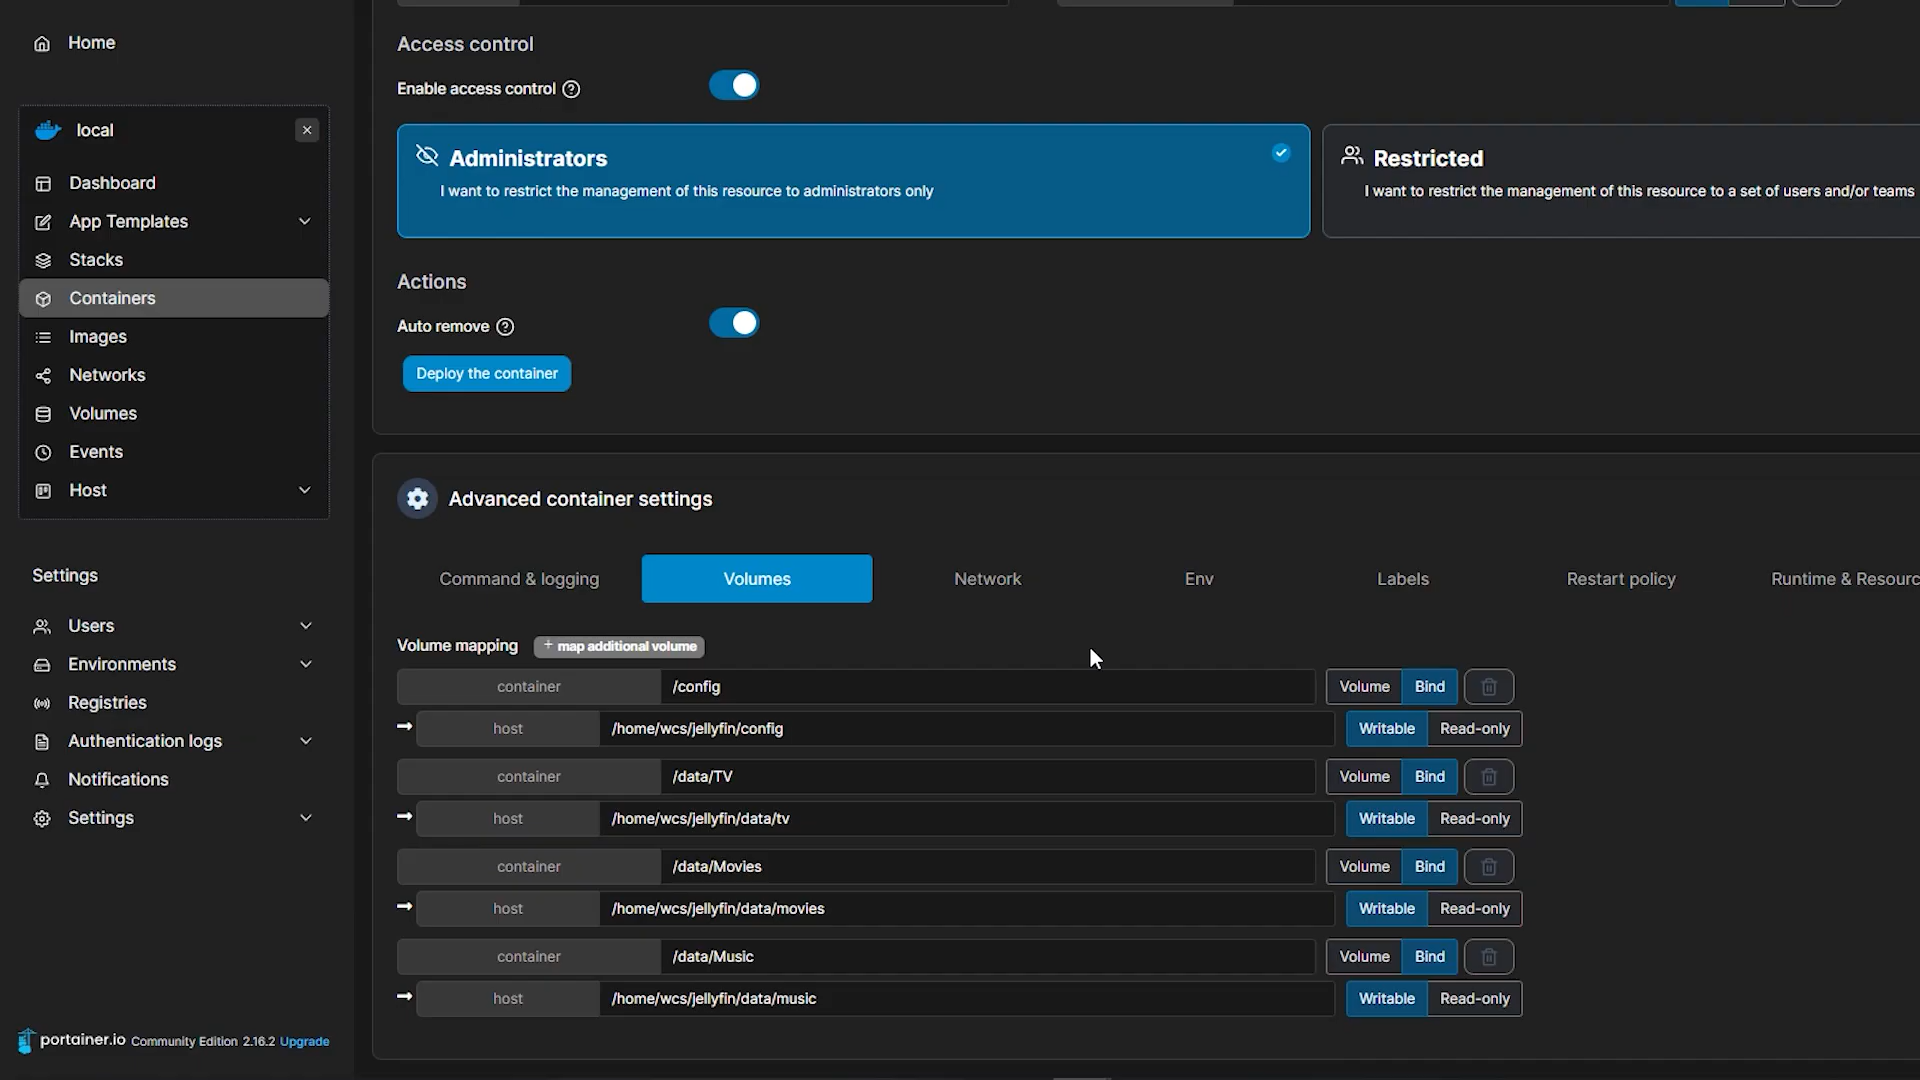 Home
local
Dashboard
App Templates
Stacks
Containers
Images
Networks
Volumes
Events
Host
Settings
Users
Environments
Registries
Authentication logs
Notifications
Settings
portainer.io Community Edition 2.16.2 Upgrade
Access control
Enable access control
Administrators
I want to restrict the management of this resource to administrators only
Restricted
I want to restrict the management of this resource to a set of users and/or teams
Actions
Auto remove
Deploy the container
Advanced container settings
Command & logging Volumes Network Env Labels Restart policy Runtime & Resourc
Volume mapping + map additional volume
container /config Volume Bind
host /home/wcs/jellyfin/config Writable Read-only
container /data/TV Volume Bind
host /home/wcs/jellyfin/data/tv Writable Read-only
container /data/Movies Volume Bind
host /home/wcs/jellyfin/data/movies Writable Read-only
container /data/Music Volume Bind
host /home/wcs/jellyfin/data/music Writable Read-only